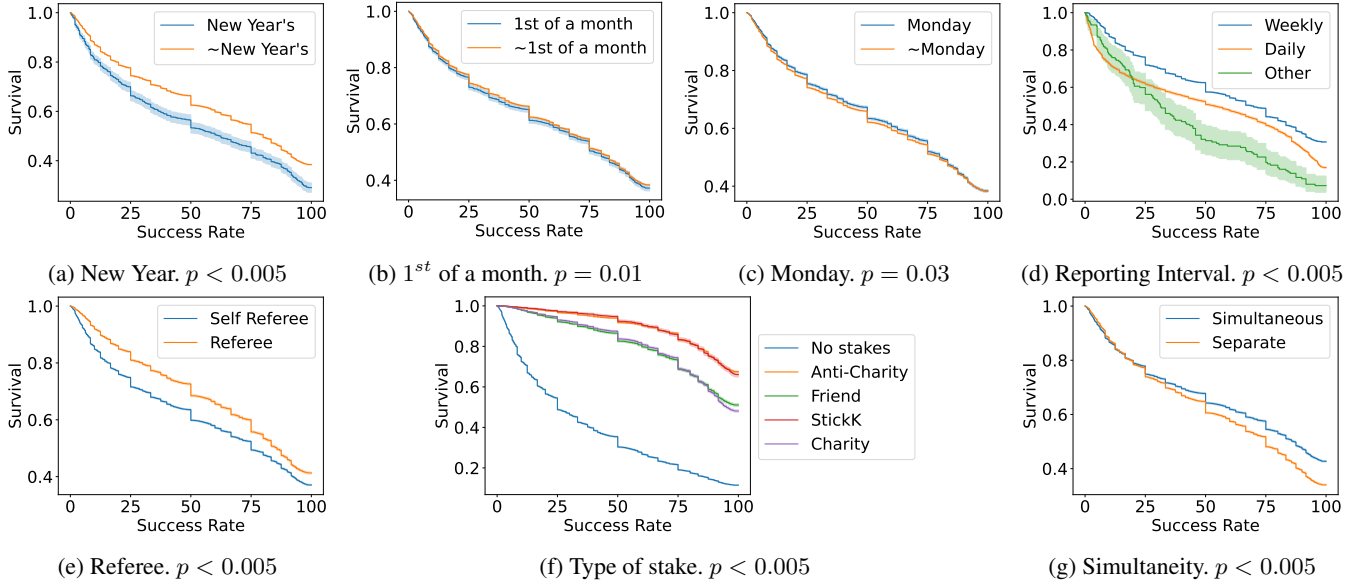 1.0
0.8
0.6
0.4
Survival
New Year's
~New Year's
0 25 50 75 100
Success Rate
(a) New Year. p < 0.005
1.0
0.8
0.6
0.4
Survival
1st of a month
~1st of a month
0 25 50 75 100
Success Rate
(b) 1st of a month. p = 0.01
1.0
0.8
0.6
0.4
Survival
Monday
~Monday
0 25 50 75 100
Success Rate
(c) Monday. p = 0.03
1.0
0.8
0.6
0.4
0.2
0.0
Survival
Weekly
Daily
Other
0 25 50 75 100
Success Rate
(d) Reporting Interval. p < 0.005
1.0
0.8
0.6
0.4
Survival
Self Referee
Referee
0 25 50 75 100
Success Rate
(e) Referee. p < 0.005
1.0
0.8
0.6
0.4
0.2
Survival
No stakes
Anti-Charity
Friend
StickK
Charity
0 25 50 75 100
Success Rate
(f) Type of stake. p < 0.005
1.0
0.8
0.6
0.4
Survival
Simultaneous
Separate
0 25 50 75 100
Success Rate
(g) Simultaneity. p < 0.005